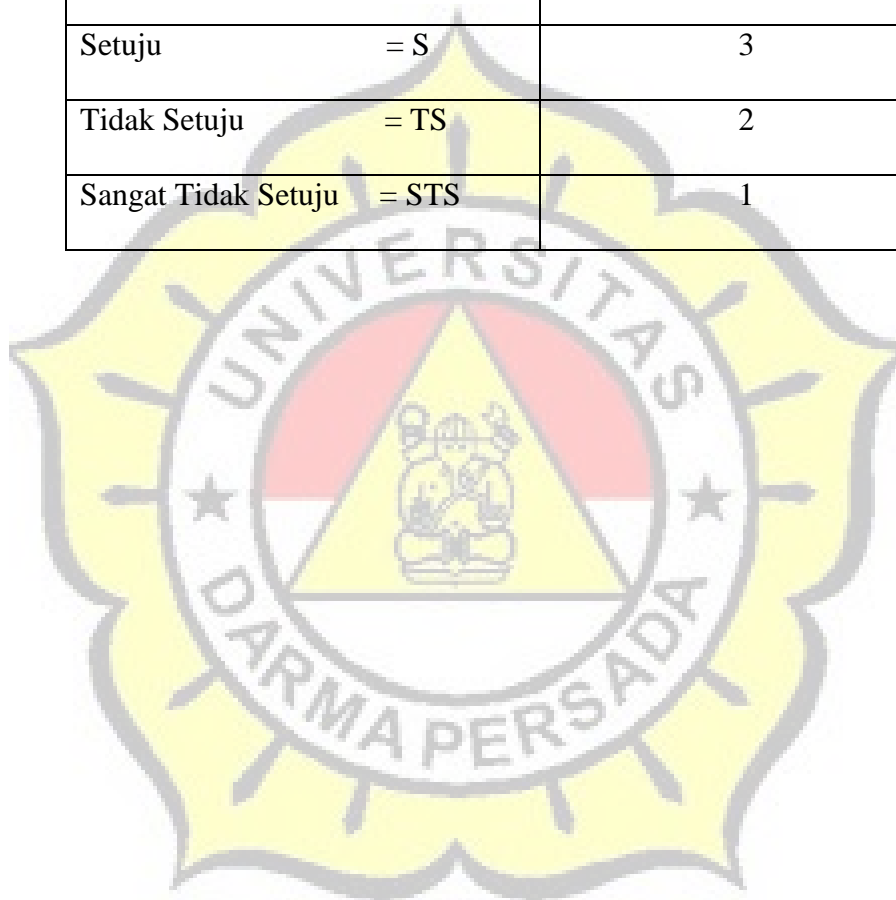 Setuju = S 3
Tidak Setuju = TS 2
Sangat Tidak Setuju = STS 1
UNIVERSITAS
DARMA PERSADA